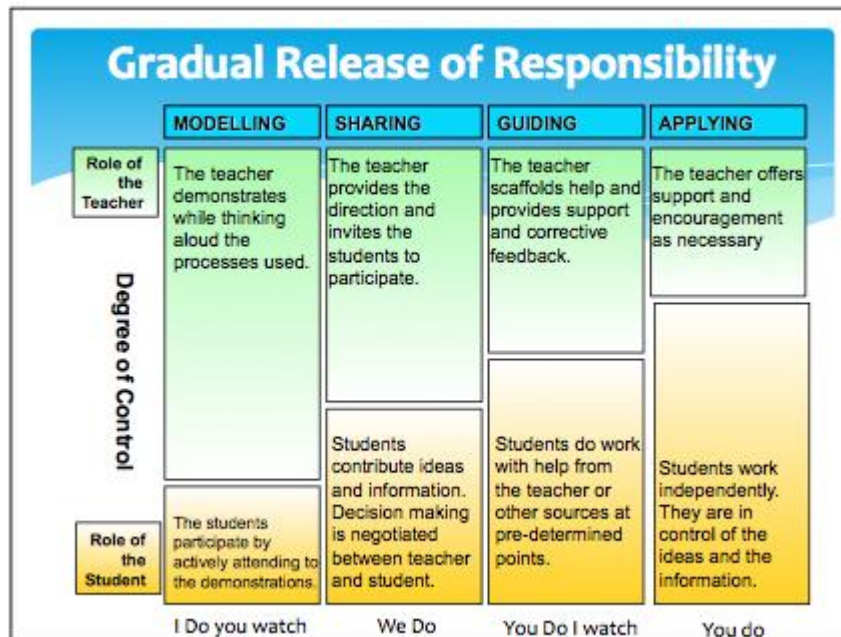 Gradual Release of Responsibility
MODELLING
SHARING
GUIDING
APPLYING
Role of
the
Teacher
The teacher
demonstrates
while thinking
aloud the
processes used.
The teacher
provides the
direction and
invites the
students to
participate.
The teacher
scaffolds help and
provides support
and corrective
feedback.
The teacher offers
support and
encouragement
as necessary
Degree of Control
Role of
the
Student
The students
participate by
actively attending to
the demonstrations.
Students
contribute ideas
and information.
Decision making
is negotiated
between teacher
and student.
Students do work
with help from
the teacher or
other sources at
pre-determined
points.
Students work
independently.
They are in
control of the
ideas and the
information.
I Do you watch
We Do
You Do I watch
You do